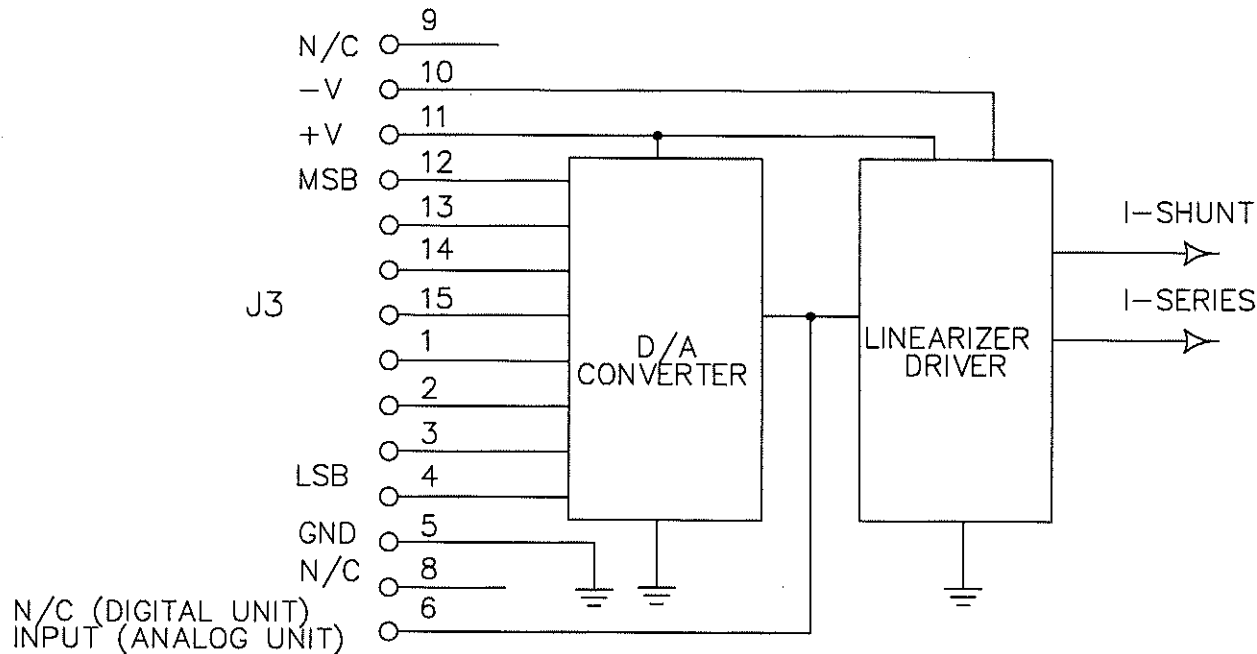 N/C 9
-V 10
+V 11
MSB 12
13
14
J3 15
1
2
3
LSB 4
GND 5
N/C 8
N/C (DIGITAL UNIT)
INPUT (ANALOG UNIT) 6
D/A
CONVERTER
LINEARIZER
DRIVER
I-SHUNT
I-SERIES